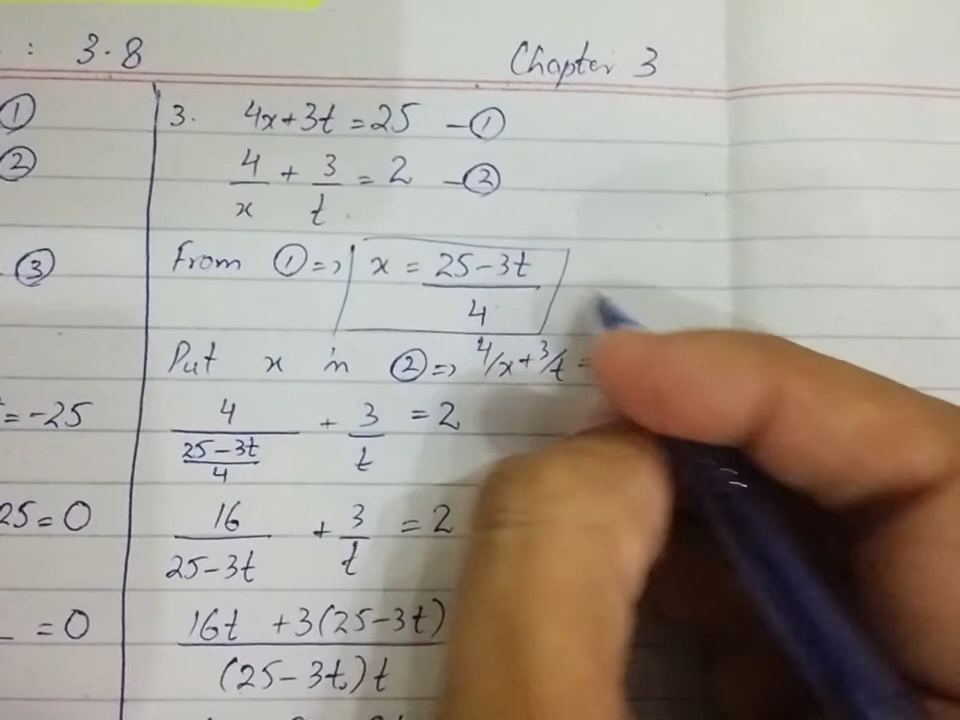 : 3.8
Chapter 3
①
②
③
= -25
25 = 0
= 0
3. 4x+3t = 25 -①
4/x + 3/t = 2 -②
From ① => x = (25-3t)/4
Put x in ② => 4/x + 3/t =
4/((25-3t)/4) + 3/t = 2
16/(25-3t) + 3/t = 2
(16t + 3(25-3t))/((25-3t)t)